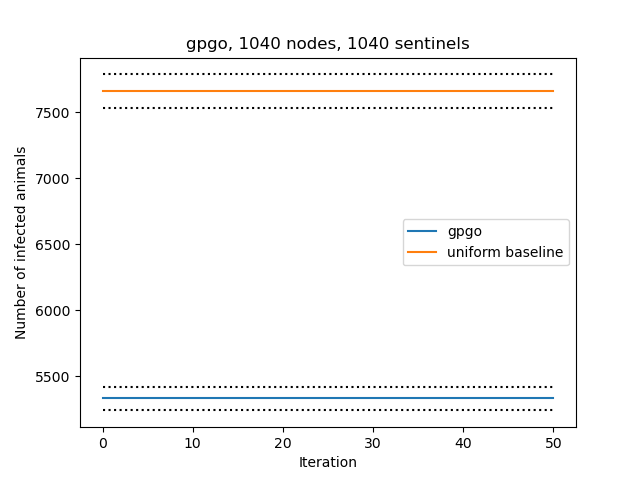 gpgo, 1040 nodes, 1040 sentinels
Number of infected animals
7500
7000
6500
6000
5500
gpgo
uniform baseline
0 10 20 30 40 50
Iteration